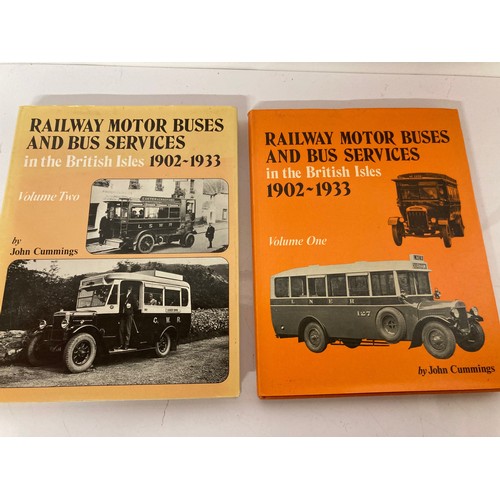 RAILWAY MOTOR BUSES
AND BUS SERVICES
in the British Isles 1902~1933
Volume Two
by
John Cummings
G.W.R.
RAILWAY MOTOR BUSES
AND BUS SERVICES
in the British Isles
1902~1933
Volume One
L N E R
127
by John Cummings